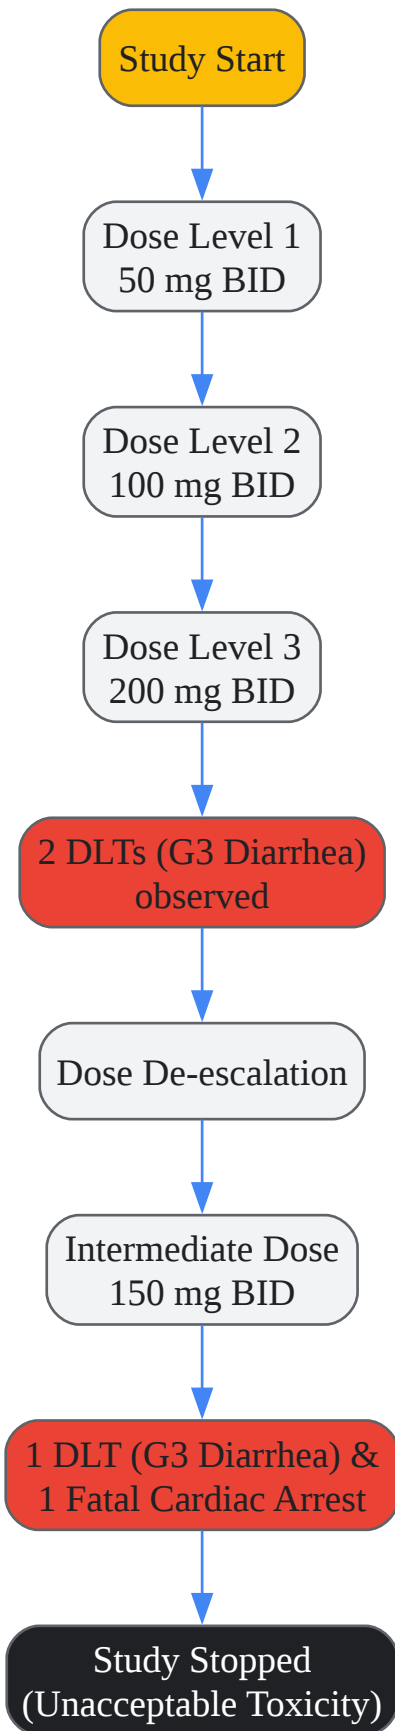 Study Start
Dose Level 1
50 mg BID
Dose Level 2
100 mg BID
Dose Level 3
200 mg BID
2 DLTs (G3 Diarrhea)
observed
Dose De-escalation
Intermediate Dose
150 mg BID
1 DLT (G3 Diarrhea) &
1 Fatal Cardiac Arrest
Study Stopped
(Unacceptable Toxicity)